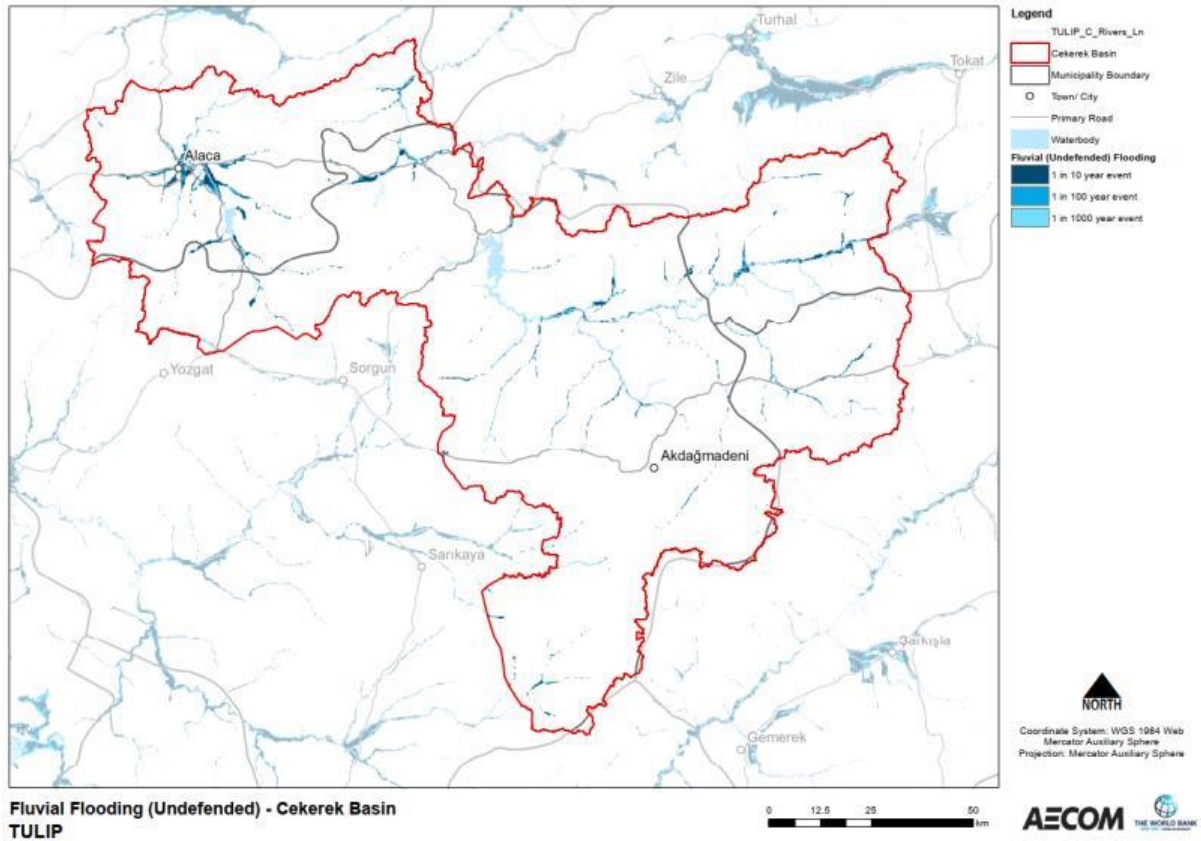 Turhal
Tokat
Zile
Alaca
Yozgat
Sorgun
Akdağmadeni
Sarıkaya
Şarkışla
Gemerek
Legend
TULIP_C_Rivers_Ln
Cekerek Basin
Municipality Boundary
Town/ City
Primary Road
Waterbody
Fluvial (Undefended) Flooding
1 in 10 year event
1 in 100 year event
1 in 1000 year event
NORTH
Coordinate System: WGS 1984 Web
Mercator Auxiliary Sphere
Projection: Mercator Auxiliary Sphere
Fluvial Flooding (Undefended) - Cekerek Basin
TULIP
0 12.5 25 50
km
AECOM
THE WORLD BANK